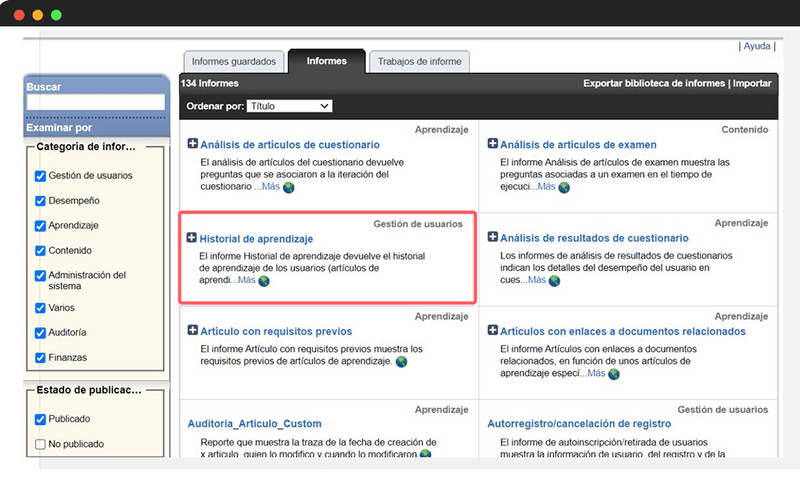 | Ayuda |
Informes guardados
Informes
Trabajos de informe
134 Informes
Exportar biblioteca de informes | Importar
Ordenar por: Título
Buscar
Examinar por
Categoría de infor...
Gestión de usuarios
Desempeño
Aprendizaje
Contenido
Administración del
sistema
Varios
Auditoría
Finanzas
Estado de publicac...
Publicado
No publicado
Aprendizaje
Análisis de artículos de cuestionario
El análisis de artículos del cuestionario devuelve
preguntas que se asociaron a la iteración del
cuestionario ...Más
Contenido
Análisis de artículos de examen
El informe Análisis de artículos de examen muestra las
preguntas asociadas a un examen en el tiempo de
ejecuci...Más
Gestión de usuarios
Historial de aprendizaje
El informe Historial de aprendizaje devuelve el historial
de aprendizaje de los usuarios (artículos de
aprendi...Más
Aprendizaje
Análisis de resultados de cuestionario
Los informes de análisis de resultados de cuestionarios
indican los detalles del desempeño del usuario en
cues...Más
Aprendizaje
Artículo con requisitos previos
El informe Artículo con requisitos previos muestra los
requisitos previos de artículos de aprendizaje.
Aprendizaje
Artículos con enlaces a documentos relacionados
El informe Artículos con enlaces a documentos
relacionados, en función de unos artículos de
aprendizaje especí...Más
Aprendizaje
Auditoria_Articulo_Custom
Reporte que muestra la traza de la fecha de creación de
x articulo, quien lo modifico y cuando lo modificaron
Gestión de usuarios
Autorregistro/cancelación de registro
El informe de autoinscripción/retirada de usuarios
muestra la información de usuario, del registro y de la